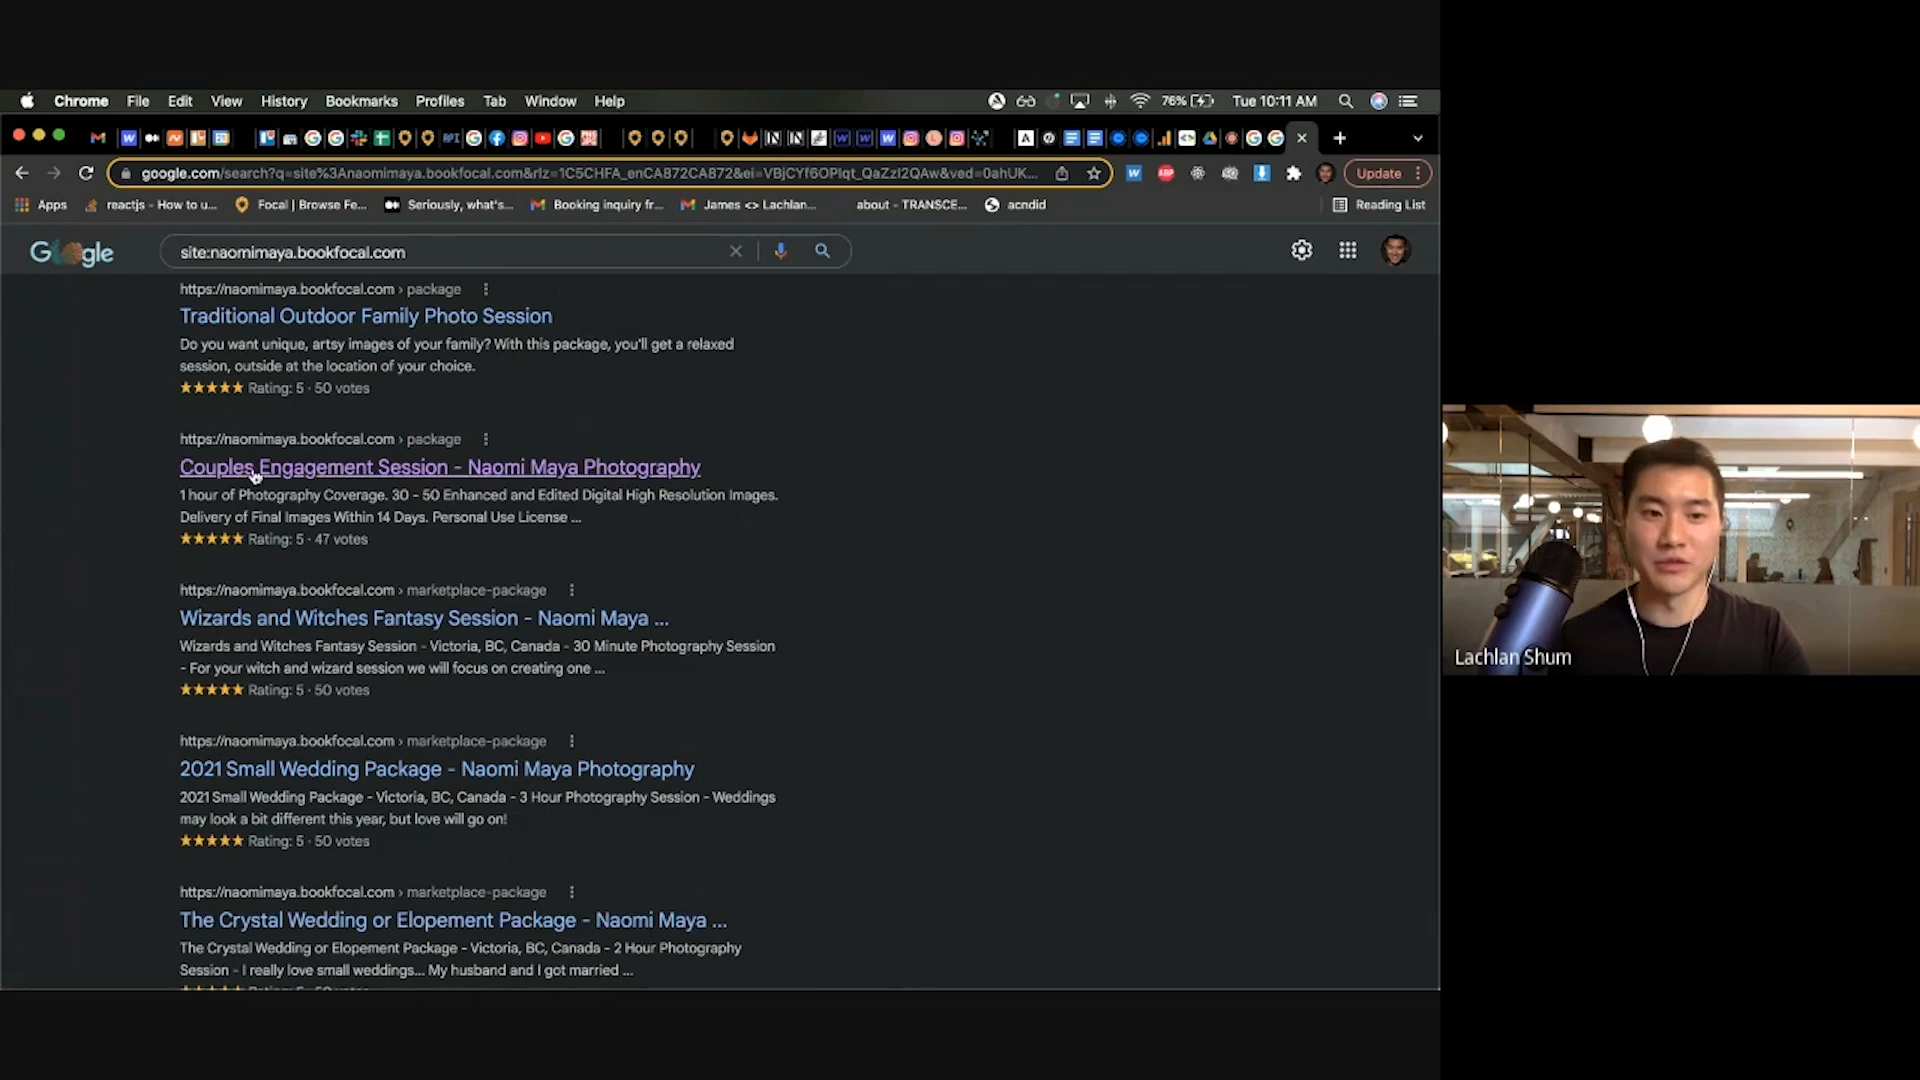 Chrome File Edit View History Bookmarks Profiles Tab Window Help 76% Tue 10:11 AM
google.com/search?q=site%3Anaomimaya.bookfocal.com&rlz=1C5CHFA_enCA872CA872&ei=VBjCYf6OPIqt_QaZzI2QAw&ved=0ahUK... Update
Apps reactjs - How to u... Focal | Browse Fe... Seriously, what's... Booking inquiry fr... James <> Lachlan... about - TRANSCE... acndid Reading List
Google site:naomimaya.bookfocal.com
https://naomimaya.bookfocal.com › package
Traditional Outdoor Family Photo Session
Do you want unique, artsy images of your family? With this package, you'll get a relaxed
session, outside at the location of your choice.
Rating: 5 · 50 votes
https://naomimaya.bookfocal.com › package
Couples Engagement Session - Naomi Maya Photography
1 hour of Photography Coverage. 30 - 50 Enhanced and Edited Digital High Resolution Images.
Delivery of Final Images Within 14 Days. Personal Use License ...
Rating: 5 · 47 votes
https://naomimaya.bookfocal.com › marketplace-package
Wizards and Witches Fantasy Session - Naomi Maya ...
Wizards and Witches Fantasy Session - Victoria, BC, Canada - 30 Minute Photography Session
- For your witch and wizard session we will focus on creating one ...
Rating: 5 · 50 votes
https://naomimaya.bookfocal.com › marketplace-package
2021 Small Wedding Package - Naomi Maya Photography
2021 Small Wedding Package - Victoria, BC, Canada - 3 Hour Photography Session - Weddings
may look a bit different this year, but love will go on!
Rating: 5 · 50 votes
https://naomimaya.bookfocal.com › marketplace-package
The Crystal Wedding or Elopement Package - Naomi Maya ...
The Crystal Wedding or Elopement Package - Victoria, BC, Canada - 2 Hour Photography
Session - I really love small weddings... My husband and I got married ...
Lachlan Shum